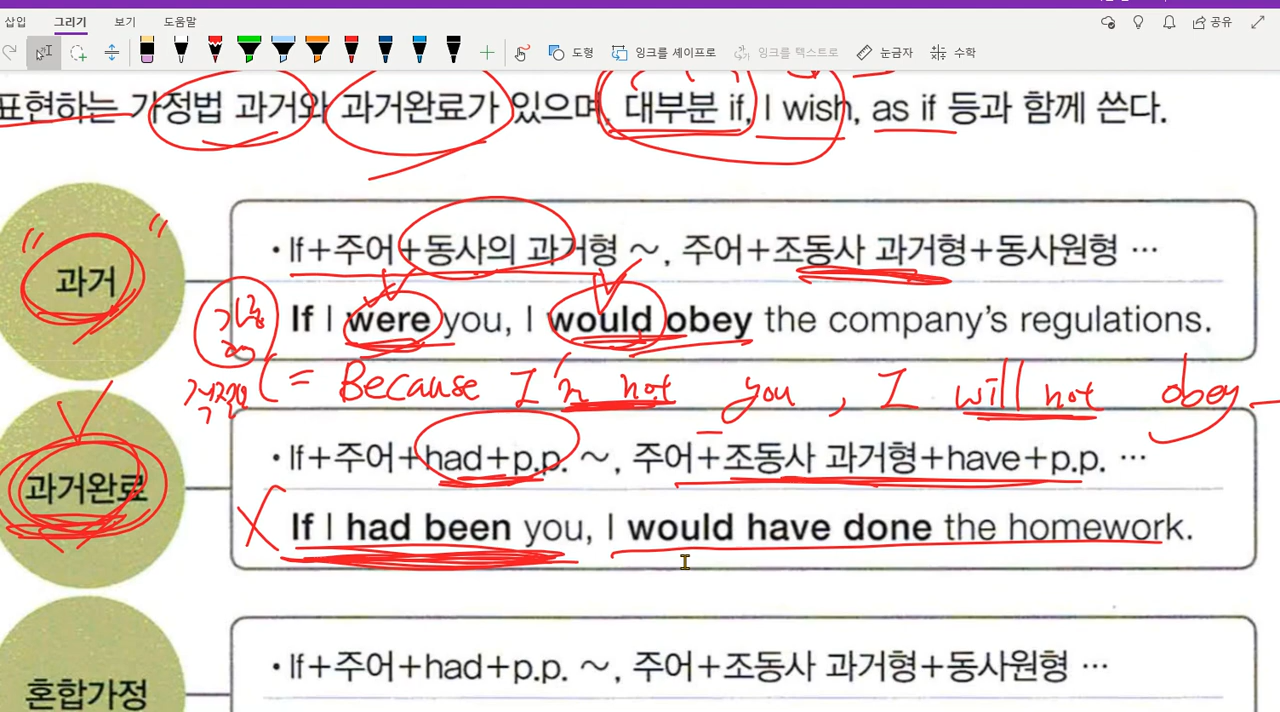 삽입 그리기 보기 도움말 공유
도형 잉크를 셰이프로 잉크를 텍스트로 눈금자 수학
표현하는 가정법 과거와 과거완료가 있으며, 대부분 if, I wish, as if 등과 함께 쓴다.
" 과거 "
• If+주어+동사의 과거형 ~, 주어+조동사 과거형+동사원형 …
If I were you, I would obey the company's regulations.
= Because I'm not you, I will not obey
과거완료
• If+주어+had+p.p. ~, 주어+조동사 과거형+have+p.p. …
If I had been you, I would have done the homework.
혼합가정
• If+주어+had+p.p. ~, 주어+조동사 과거형+동사원형 …